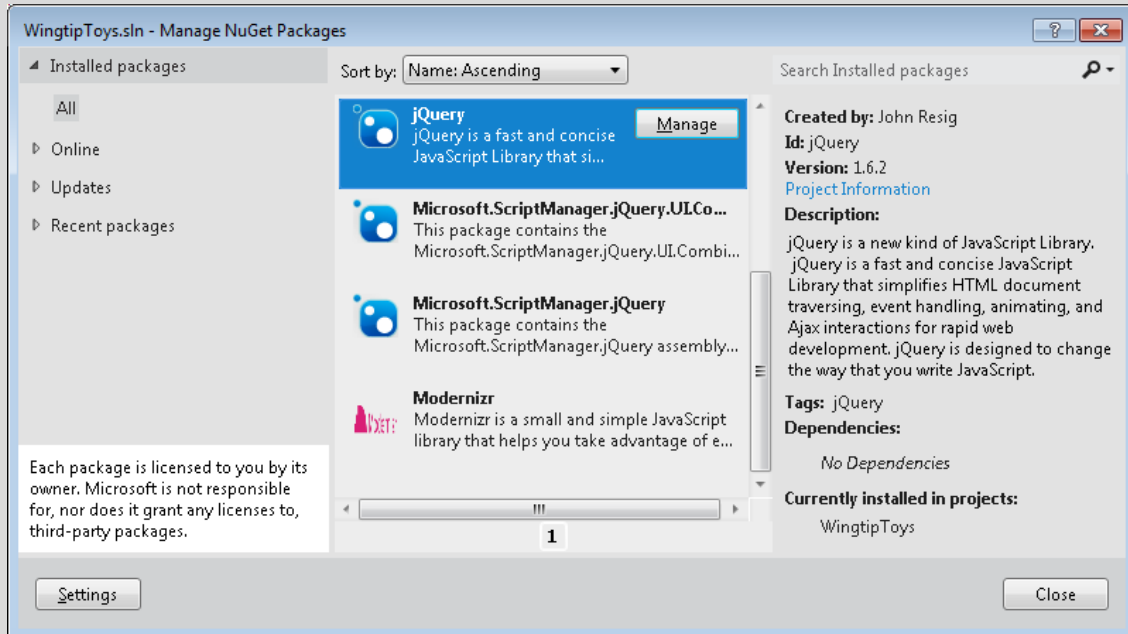 WingtipToys.sln - Manage NuGet Packages
Installed packages
All
Online
Updates
Recent packages
Each package is licensed to you by its
owner. Microsoft is not responsible
for, nor does it grant any licenses to,
third-party packages.
Settings
Sort by: Name: Ascending
jQuery
jQuery is a fast and concise
JavaScript Library that si...
Manage
Microsoft.ScriptManager.jQuery.UI.Co...
This package contains the
Microsoft.ScriptManager.jQuery.UI.Combi...
Microsoft.ScriptManager.jQuery
This package contains the
Microsoft.ScriptManager.jQuery assembly...
Modernizr
Modernizr is a small and simple JavaScript
library that helps you take advantage of e...
1
Search Installed packages
Created by: John Resig
Id: jQuery
Version: 1.6.2
Project Information
Description:
jQuery is a new kind of JavaScript Library.
jQuery is a fast and concise JavaScript
Library that simplifies HTML document
traversing, event handling, animating, and
Ajax interactions for rapid web
development. jQuery is designed to change
the way that you write JavaScript.
Tags: jQuery
Dependencies:
No Dependencies
Currently installed in projects:
WingtipToys
Close